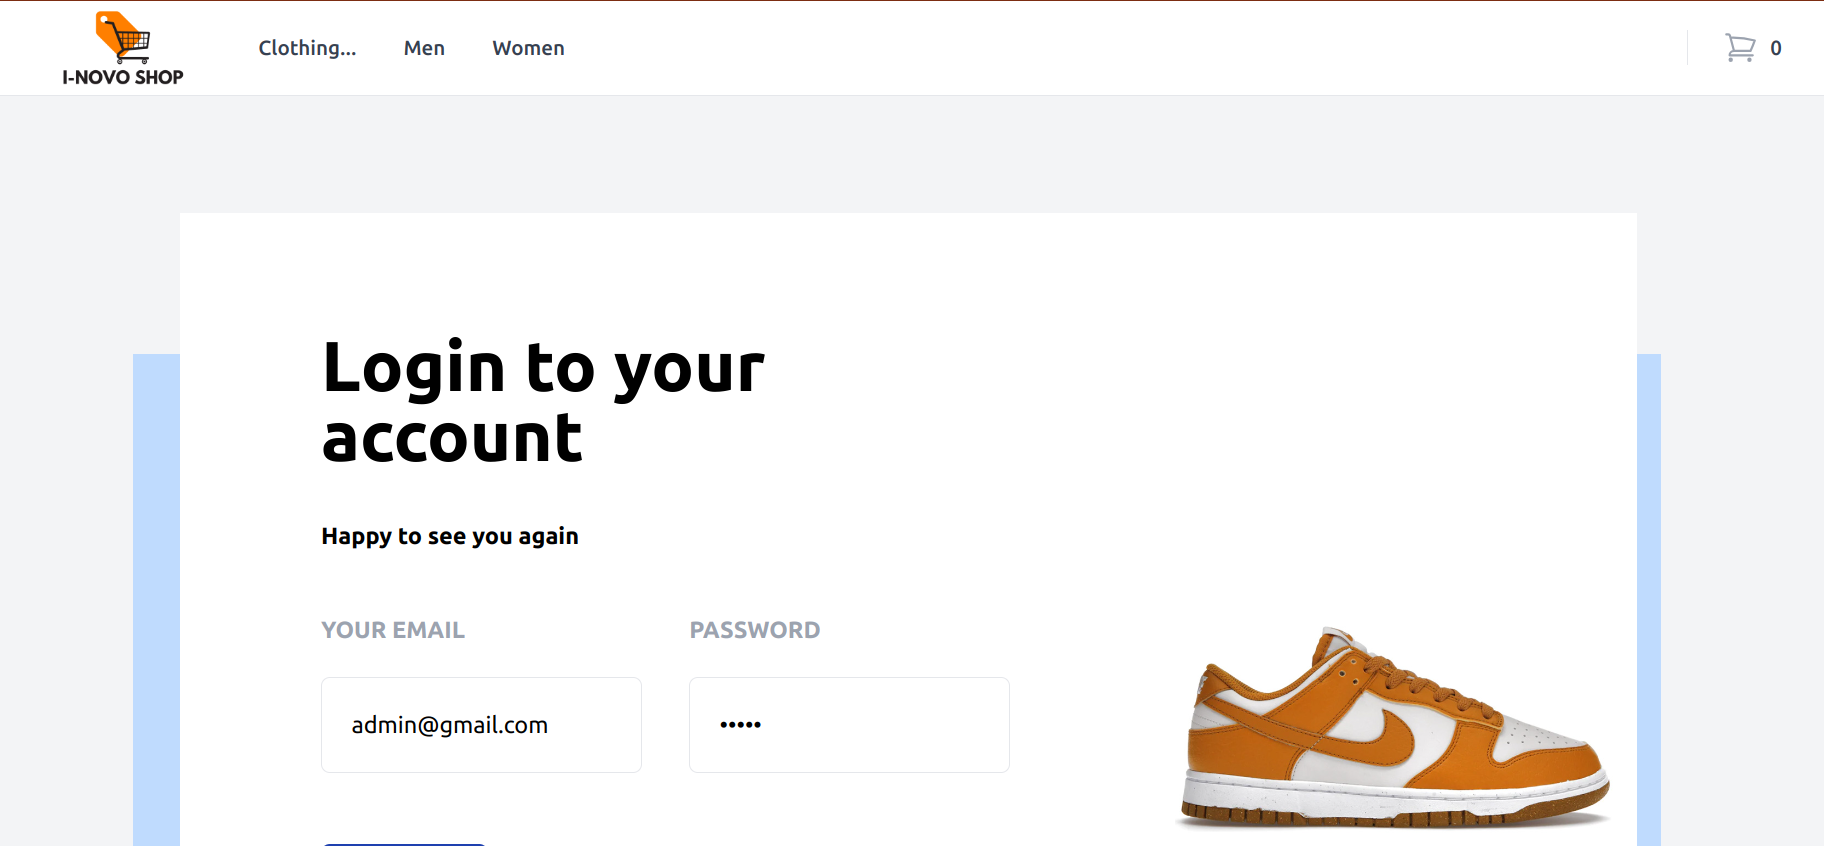 I-NOVO SHOP
Clothing... Men Women
0
Login to your
account
Happy to see you again
YOUR EMAIL PASSWORD
admin@gmail.com •••••